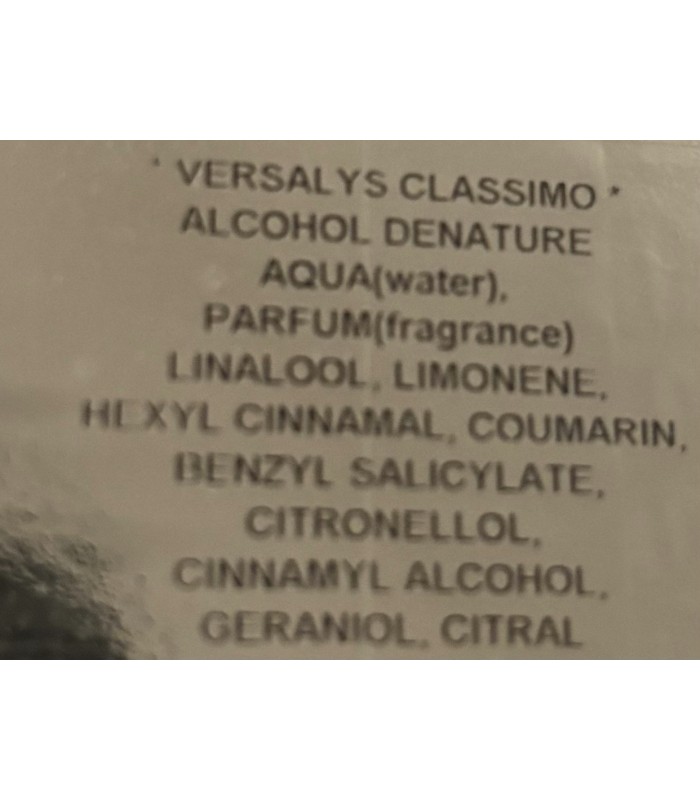 * VERSALYS CLASSIMO *
ALCOHOL DENATURE
AQUA(water),
PARFUM(fragrance)
LINALOOL, LIMONENE,
HEXYL CINNAMAL, COUMARIN,
BENZYL SALICYLATE,
CITRONELLOL,
CINNAMYL ALCOHOL,
GERANIOL, CITRAL